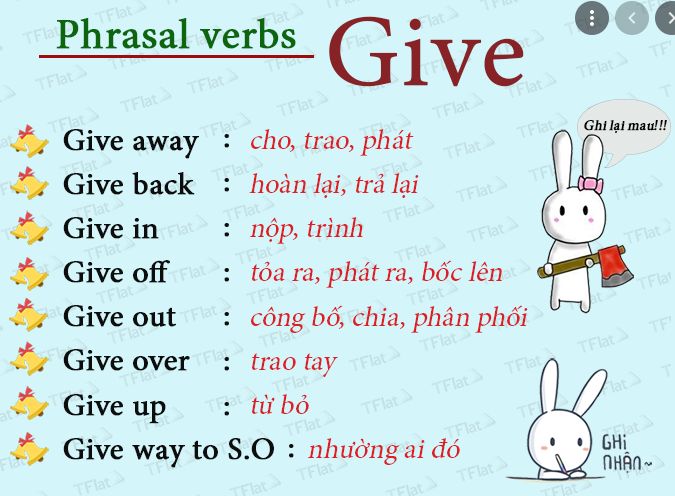 Phrasal verbs Give
Ghi lại mau!!!
Give away : cho, trao, phát
Give back : hoàn lại, trả lại
Give in : nộp, trình
Give off : tỏa ra, phát ra, bốc lên
Give out : công bố, chia, phân phối
Give over : trao tay
Give up : từ bỏ
Give way to S.O : nhường ai đó
GHi
NHẬN~
TFlat